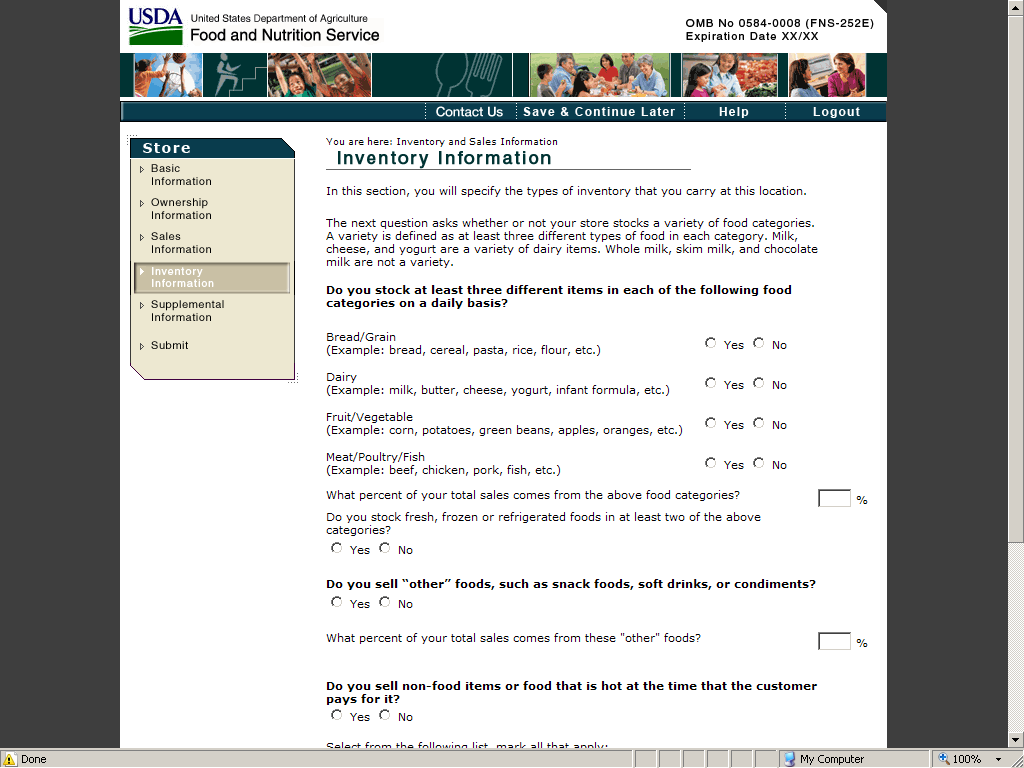 USDA United States Department of Agriculture
Food and Nutrition Service
OMB No 0584-0008 (FNS-252E)
Expiration Date XX/XX
Contact Us Save & Continue Later Help Logout
Store
Basic
Information
Ownership
Information
Sales
Information
Inventory
Information
Supplemental
Information
Submit
You are here: Inventory and Sales Information
Inventory Information
In this section, you will specify the types of inventory that you carry at this location.
The next question asks whether or not your store stocks a variety of food categories.
A variety is defined as at least three different types of food in each category. Milk,
cheese, and yogurt are a variety of dairy items. Whole milk, skim milk, and chocolate
milk are not a variety.
Do you stock at least three different items in each of the following food
categories on a daily basis?
Bread/Grain
(Example: bread, cereal, pasta, rice, flour, etc.) Yes No
Dairy
(Example: milk, butter, cheese, yogurt, infant formula, etc.) Yes No
Fruit/Vegetable
(Example: corn, potatoes, green beans, apples, oranges, etc.) Yes No
Meat/Poultry/Fish
(Example: beef, chicken, pork, fish, etc.) Yes No
What percent of your total sales comes from the above food categories? %
Do you stock fresh, frozen or refrigerated foods in at least two of the above
categories?
Yes No
Do you sell “other” foods, such as snack foods, soft drinks, or condiments?
Yes No
What percent of your total sales comes from these "other" foods? %
Do you sell non-food items or food that is hot at the time that the customer
pays for it?
Yes No
Select from the following list, mark all that apply:
Done My Computer 100%